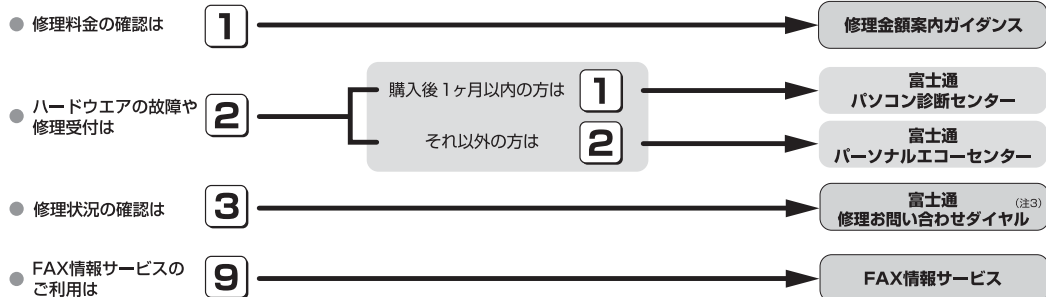 修理料金の確認は 1 修理金額案内ガイダンス
ハードウエアの故障や
修理受付は
2
購入後1ヶ月以内の方は 1
富士通
パソコン診断センター
それ以外の方は 2
富士通
パーソナルエコーセンター
修理状況の確認は 3
富士通 (注3)
修理お問い合わせダイヤル
FAX情報サービスの
ご利用は
9
FAX情報サービス